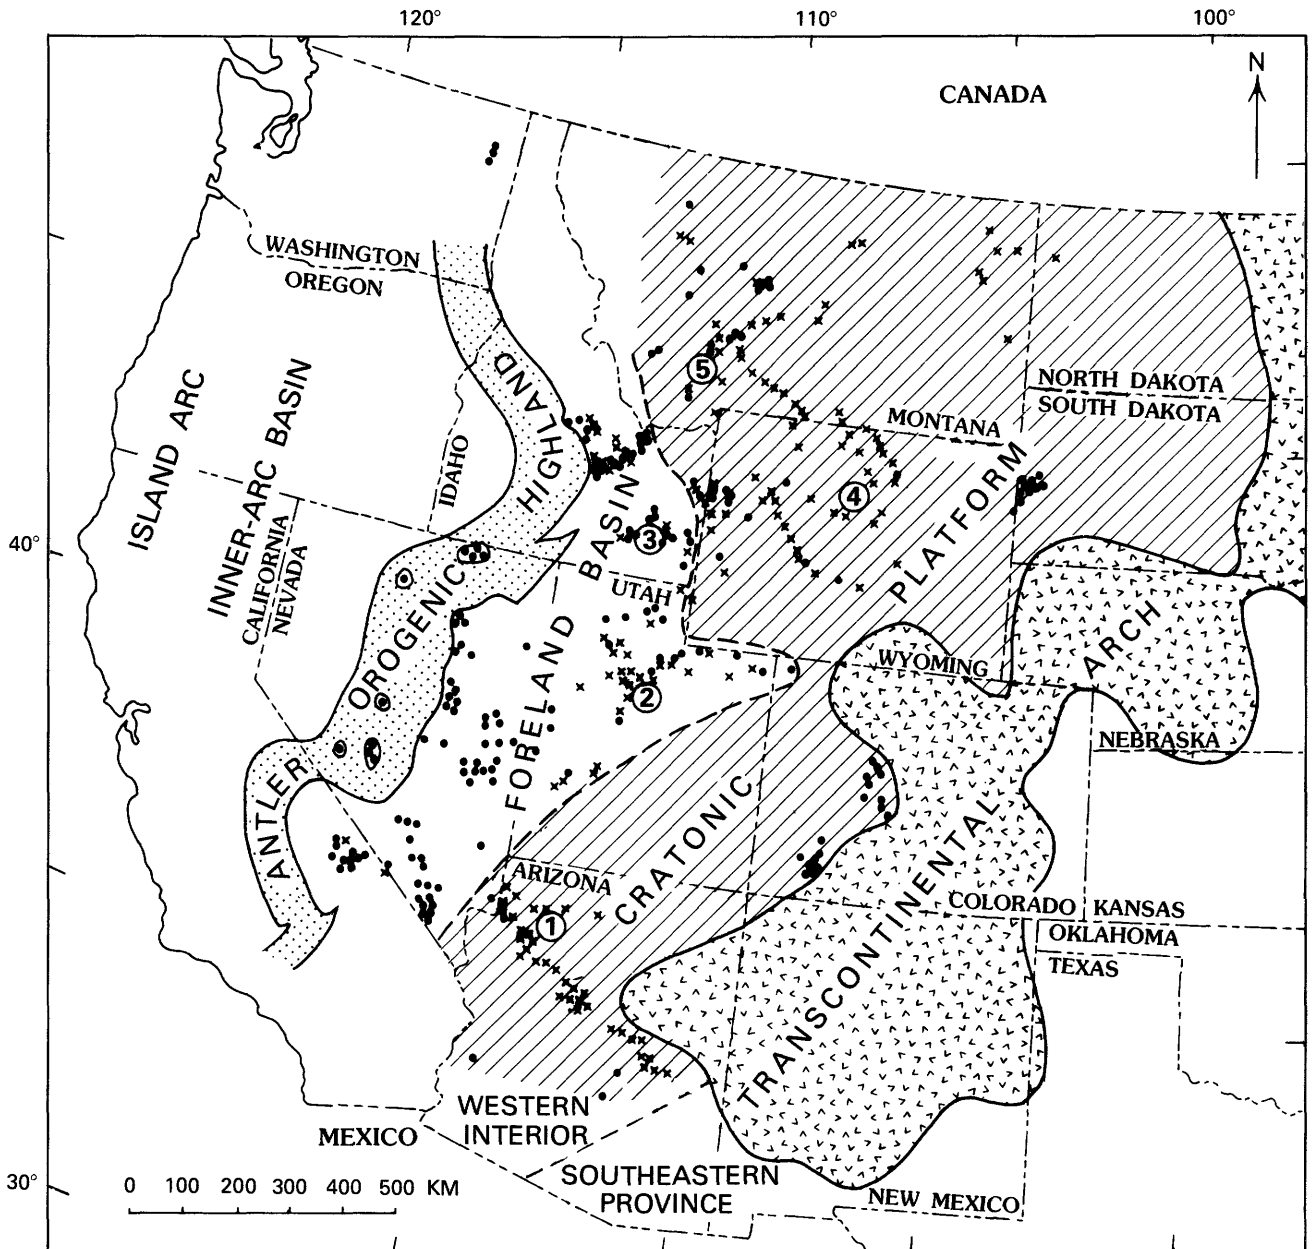 120°
110°
100°
N
CANADA
WASHINGTON
OREGON
ISLAND ARC
INNER-ARC BASIN
IDAHO
CALIFORNIA
NEVADA
ANTLER OROGENIC HIGHLAND
FORELAND BASIN
UTAH
MONTANA
NORTH DAKOTA
SOUTH DAKOTA
5
4
3
2
1
CRATONIC PLATFORM
WYOMING
TRANSCONTINENTAL ARCH
NEBRASKA
ARIZONA
COLORADO KANSAS
OKLAHOMA
TEXAS
40°
30°
WESTERN
INTERIOR
MEXICO
SOUTHEASTERN
PROVINCE
NEW MEXICO
0 100 200 300 400 500 KM